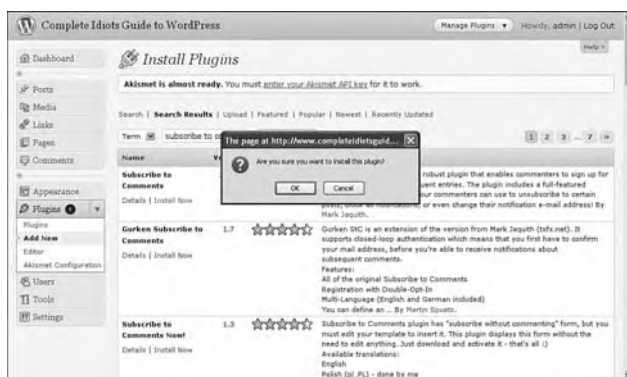 Complete Idiots Guide to WordPress
Manage Plugins
Howdy, admin | Log Out
Help
Dashboard
Posts
Media
Links
Pages
Comments
Appearance
Plugins 1
Plugins
Add New
Editor
Akismet Configuration
Users
Tools
Settings
Install Plugins
Akismet is almost ready. You must enter your Akismet API key for it to work.
Search | Search Results | Upload | Featured | Popular | Newest | Recently Updated
Term subscribe to
1 2 3 ... 7 »
The page at http://www.completeidiotsguid...
Are you sure you want to install this plugin?
OK Cancel
Name
Subscribe to
Comments
Details | Install Now
robust plugin that enables commenters to sign up for
uent entries. The plugin includes a full-featured
our commenters can use to unsubscribe to certain
posts, block all notifications, or even change their notification e-mail address! By
Mark Jaquith.
Gurken Subscribe to
Comments
Details | Install Now
1.7
Gurken StC is an extension of the version from Mark Jaquith (txfx.net). It
supports closed-loop authentication which means that you first have to confirm
your mail address, before you're able to receive notifications about
subsequent comments.
Features:
All of the original Subscribe to Comments
Registration with Double-Opt-In
Multi-Language (English and German included)
You can define an ... By Martin Spuetz.
Subscribe to
Comments Now!
Details | Install Now
1.3
Subscribe to Comments plugin has "subscribe without commenting" form, but you
must edit your template to insert it. This plugin displays this form without the
need to edit anything. Just download and activate it - that's all :)
Available translations:
English
Polish (pl_PL) - done by me